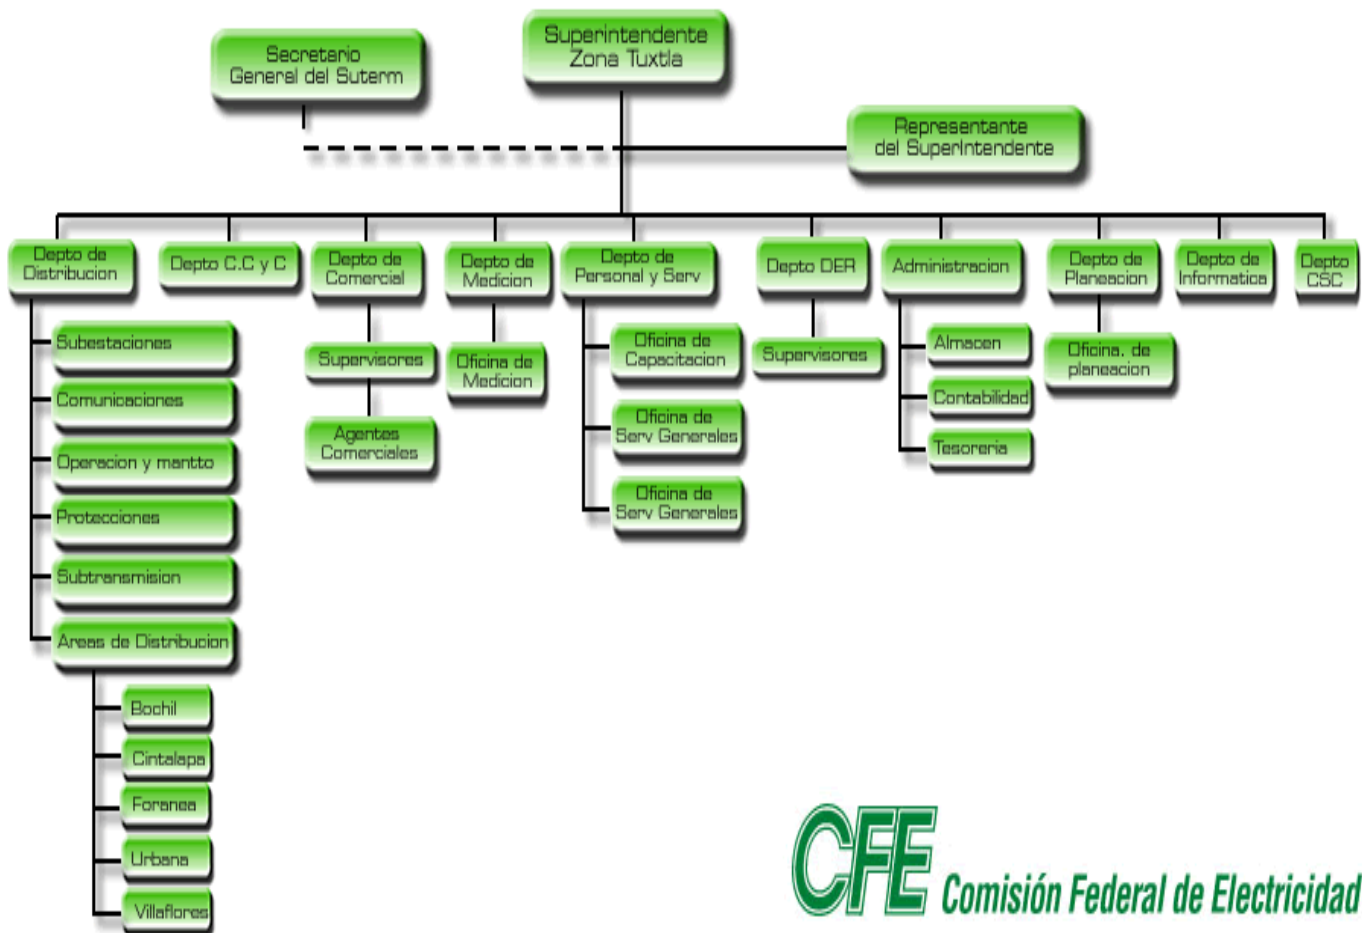 Superintendente
Zona Tuxtla
Secretario
General del Suterm
Representante
del SuperIntendente
Depto de
Distribucion
Depto C.C y C
Depto de
Comercial
Depto de
Medicion
Depto de
Personal y Serv
Depto DER
Administracion
Depto de
Planeacion
Depto de
Informatica
Depto
CSC
Subestaciones
Comunicaciones
Operacion y mantto
Protecciones
Subtransmision
Areas de Distribucion
Bochil
Cintalapa
Foranea
Urbana
Villaflores
Supervisores
Agentes
Comerciales
Oficina de
Medicion
Oficina de
Capacitacion
Oficina de
Serv Generales
Oficina de
Serv Generales
Supervisores
Almacen
Contabilidad
Tesoreria
Oficina. de
planeacion
CFE Comisión Federal de Electricidad